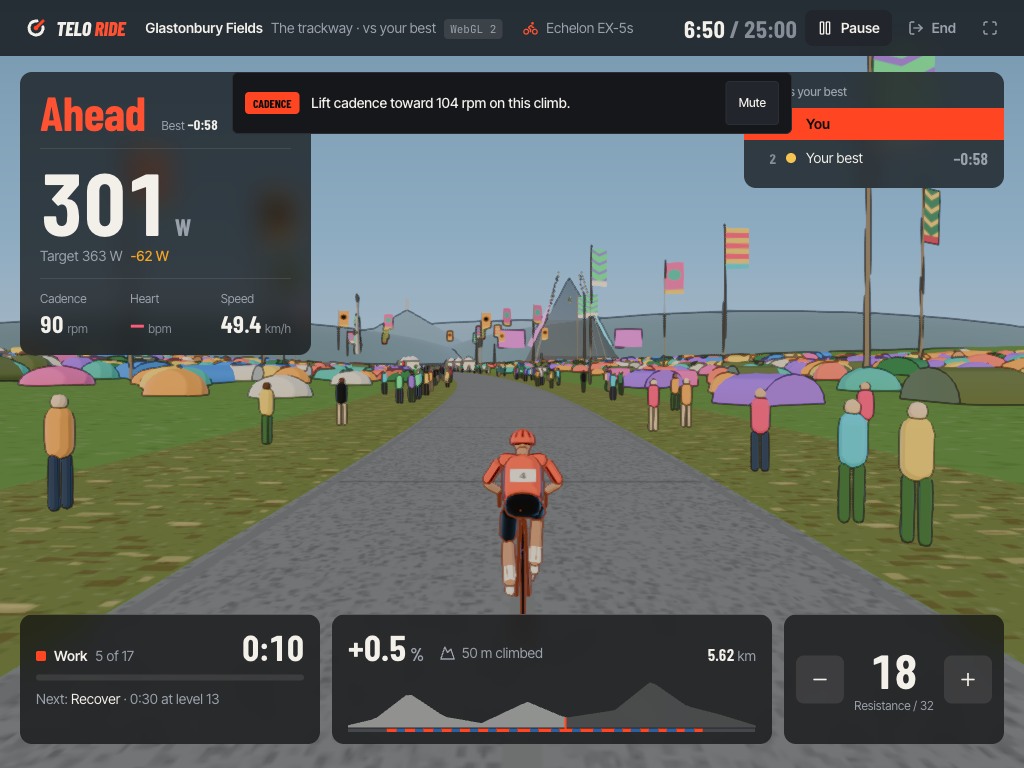 TELO RIDE Glastonbury Fields The trackway · vs your best WebGL 2 Echelon EX-5s 6:50 / 25:00 Pause End
Ahead Best −0:58
CADENCE Lift cadence toward 104 rpm on this climb. Mute
s your best
You
2 Your best −0:58
301 W
Target 363 W -62 W
Cadence Heart Speed
90 rpm – bpm 49.4 km/h
4
Work 5 of 17 0:10
Next: Recover · 0:30 at level 13
+0.5 % 50 m climbed 5.62 km
− 18 +
Resistance / 32